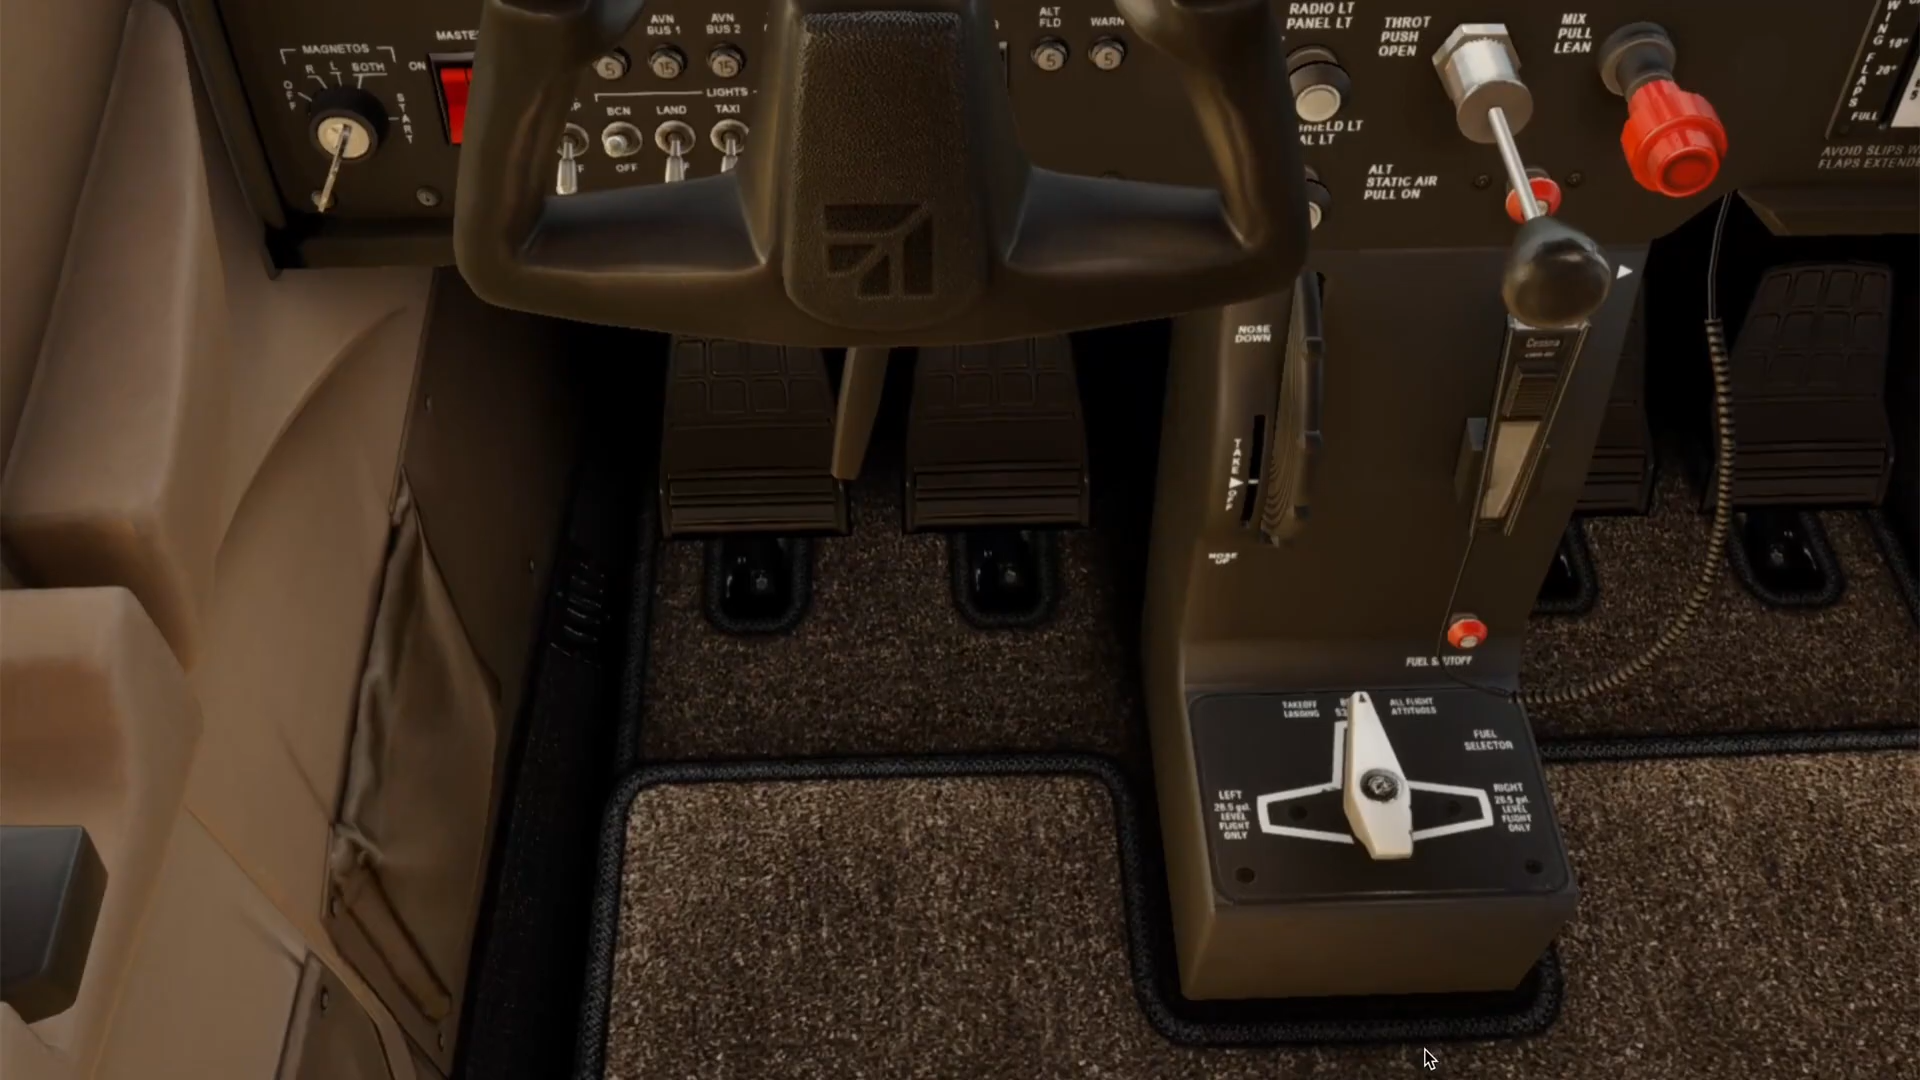 MAGNETOS
OFF
R
L
BOTH
START
MASTE
ON
AVN
BUS 1
AVN
BUS 2
5
15
15
LIGHTS
BCN
LAND
TAXI
OFF
ALT
FLD
WARN
5
5
RADIO LT
PANEL LT
THROT
PUSH
OPEN
MIX
PULL
LEAN
ALT
STATIC AIR
PULL ON
WING FLAPS
10°
20°
FULL
AVOID SLIPS W
FLAPS EXTENDE
NOSE
DOWN
TAKE OFF
NOSE
UP
Cessna
FUEL
TAKEOFF
LANDING
ALL FLIGHT
ATTITUDES
FUEL
SELECTOR
LEFT
26.5 gal.
LEVEL
FLIGHT
ONLY
RIGHT
26.5 gal.
LEVEL
FLIGHT
ONLY